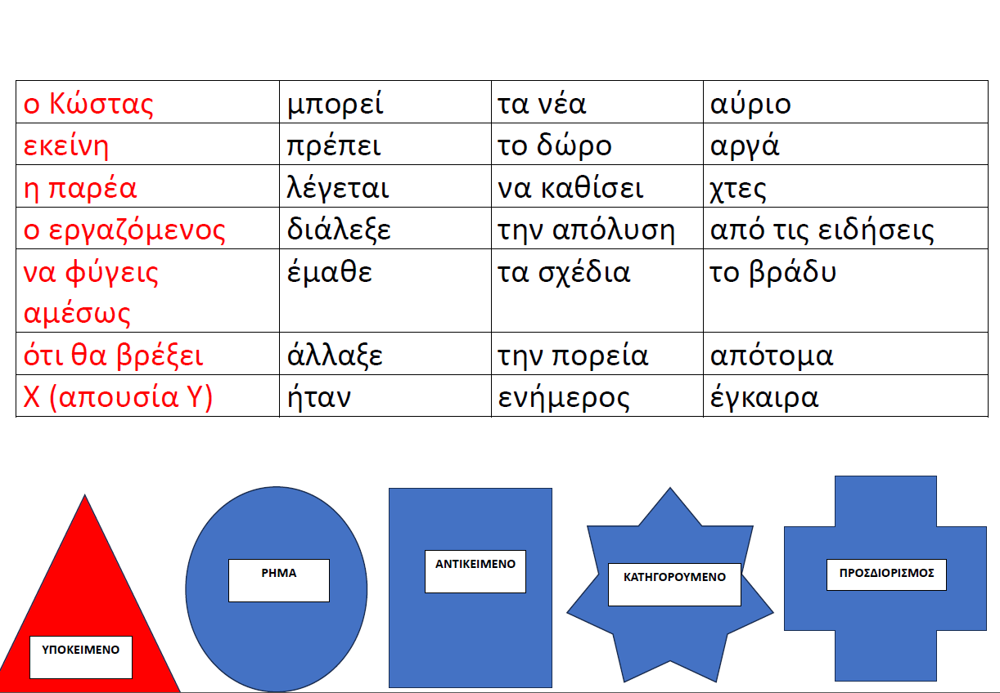 ο Κώστας μπορεί τα νέα αύριο
εκείνη πρέπει το δώρο αργά
η παρέα λέγεται να καθίσει χτες
ο εργαζόμενος διάλεξε την απόλυση από τις ειδήσεις
να φύγεις έμαθε τα σχέδια το βράδυ
αμέσως
ότι θα βρέξει άλλαξε την πορεία απότομα
Χ (απουσία Υ) ήταν ενήμερος έγκαιρα
ΥΠΟΚΕΙΜΕΝΟ
ΡΗΜΑ
ΑΝΤΙΚΕΙΜΕΝΟ
ΚΑΤΗΓΟΡΟΥΜΕΝΟ
ΠΡΟΣΔΙΟΡΙΣΜΟΣ